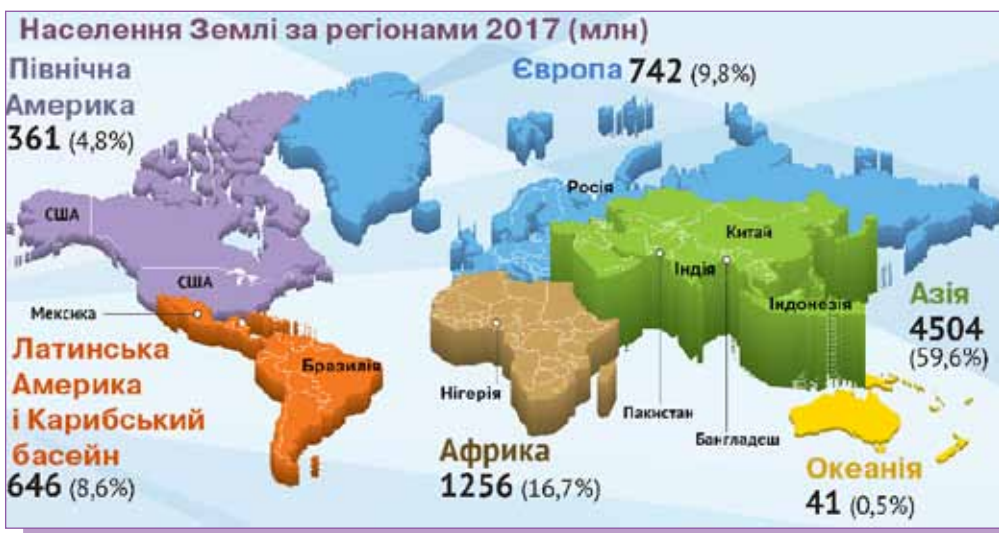 Населення Землі за регіонами 2017 (млн)
Північна
Америка
361 (4,8%)
Європа 742 (9,8%)
Росія
США
США
Китай
Індія
Індонезія
Азія
4504
(59,6%)
Мексика
Латинська
Америка
і Карибський
басейн
646 (8,6%)
Бразилія
Нігерія
Пакистан
Бангладеш
Африка
1256 (16,7%)
Океанія
41 (0,5%)